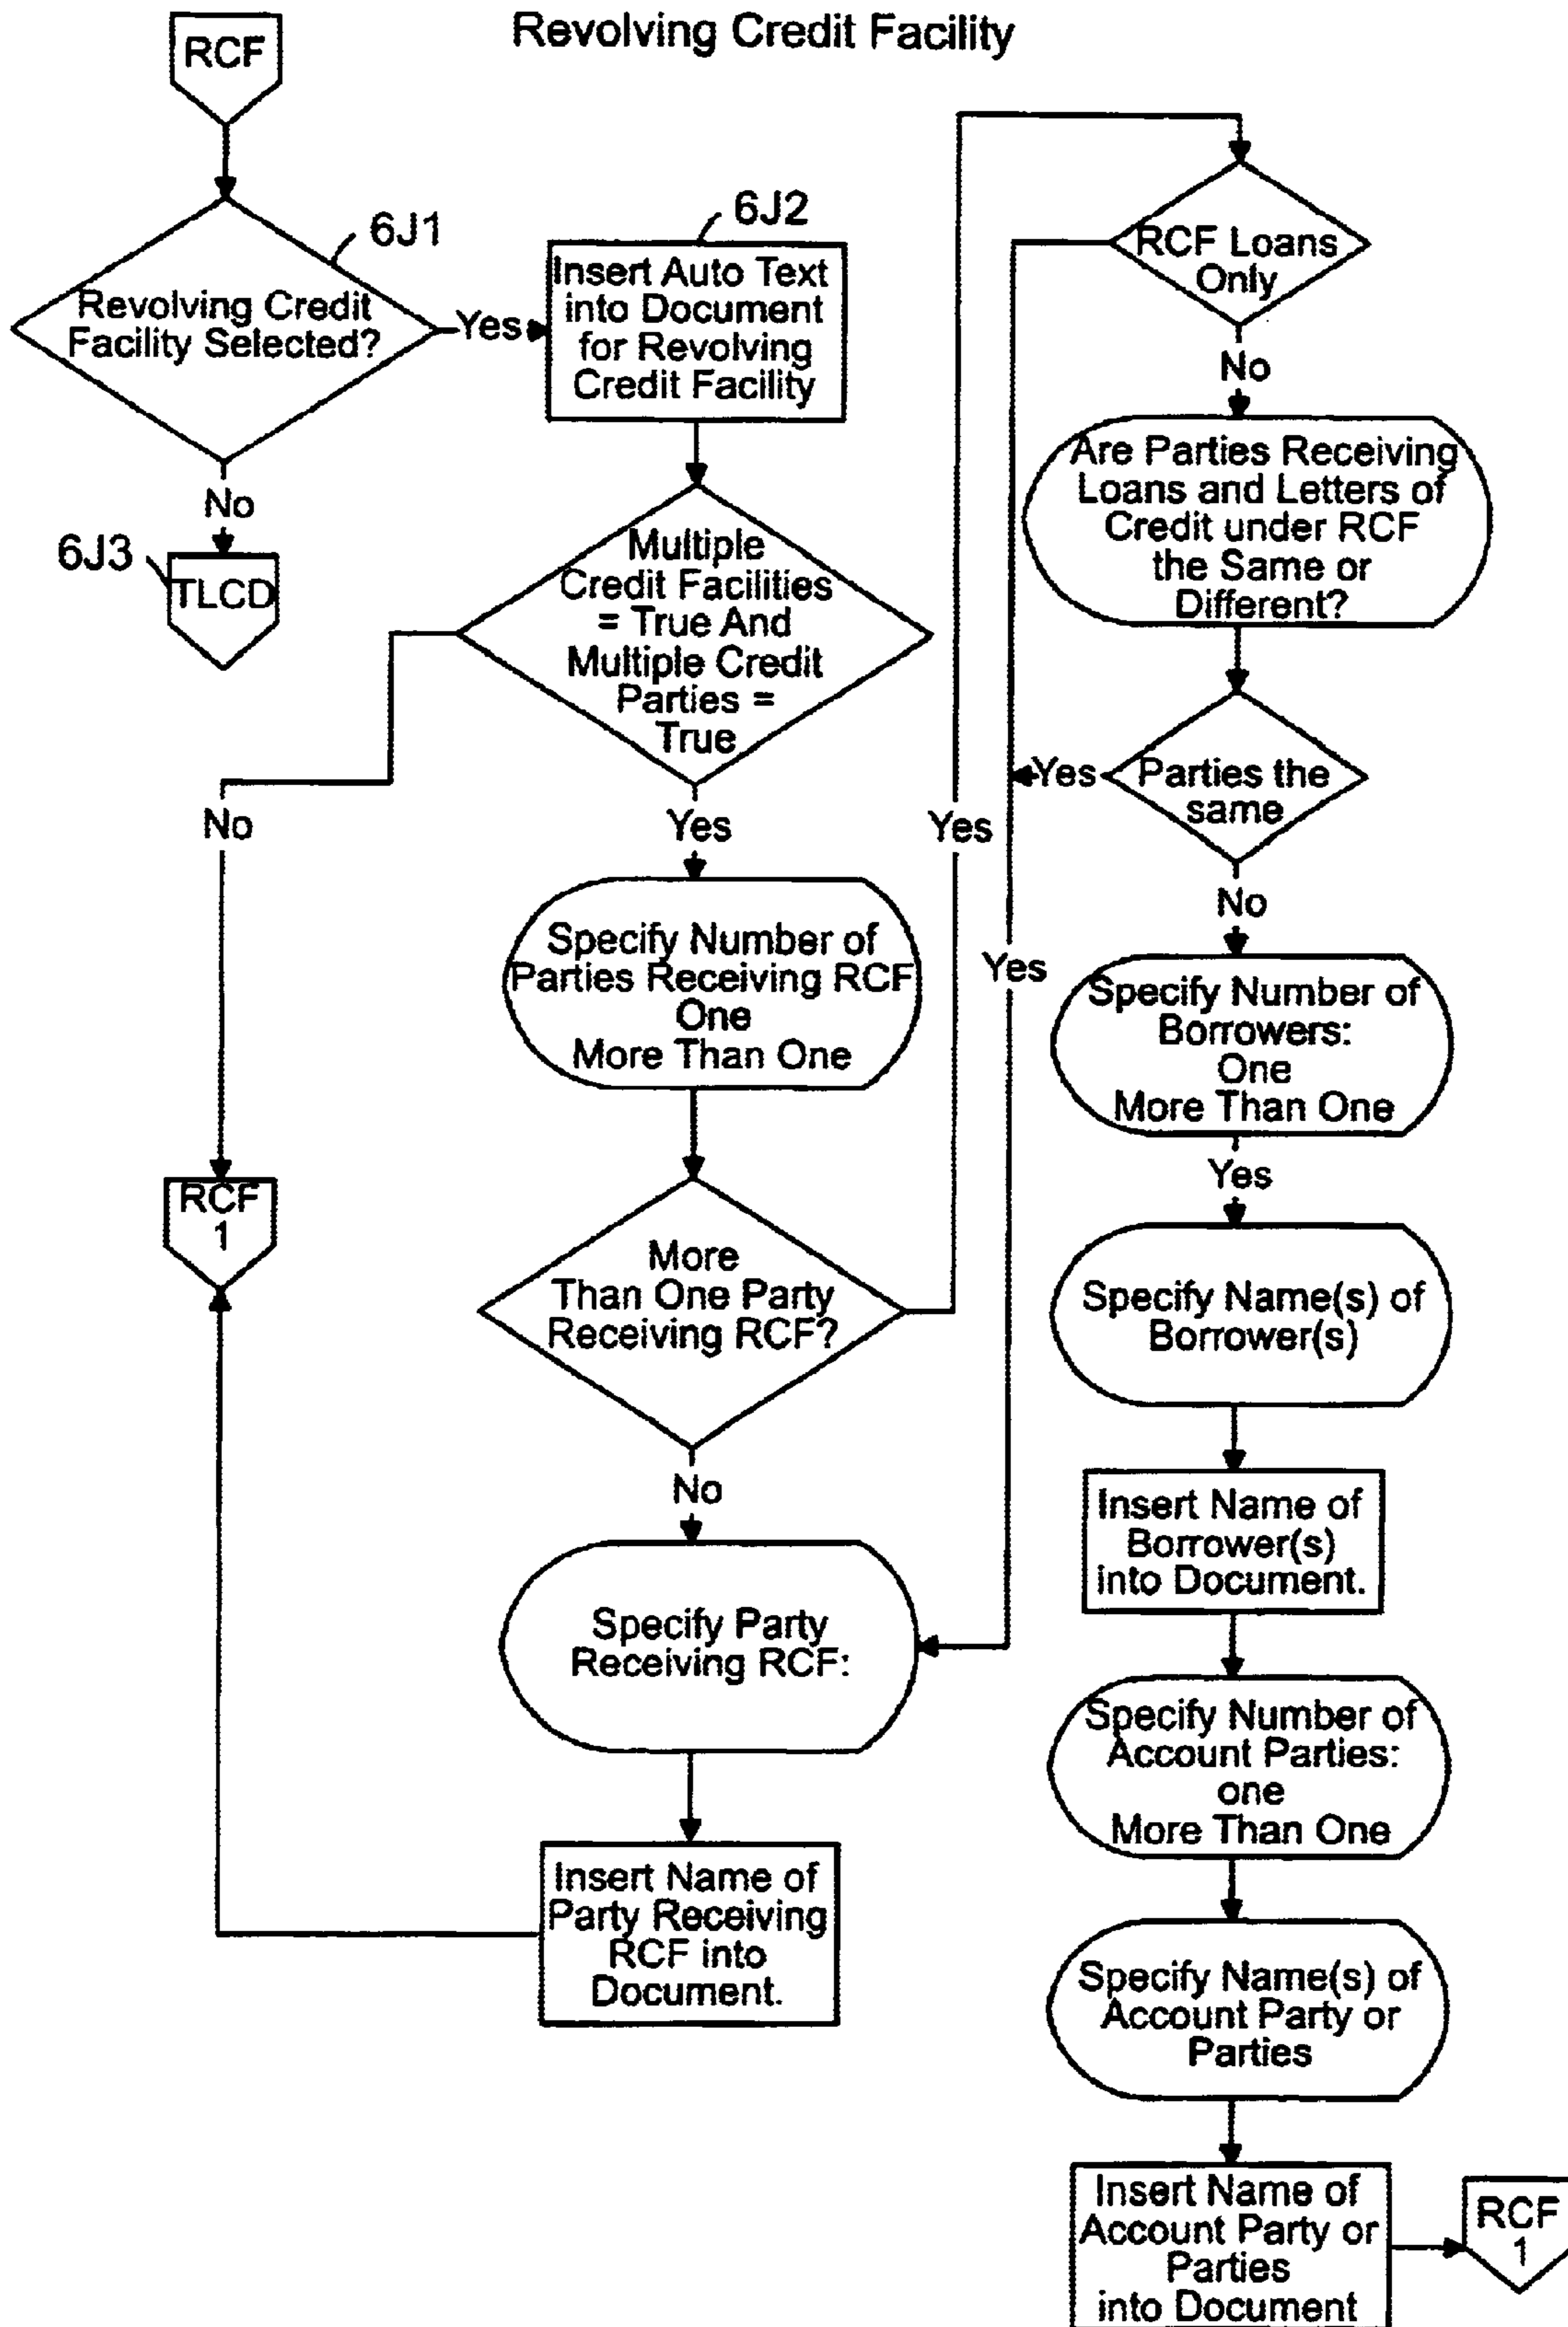 Revolving Credit Facility
RCF
6J1
Revolving Credit
Facility Selected?
Yes
No
6J3
TLCD
6J2
Insert Auto Text
into Document
for Revolving
Credit Facility
Multiple
Credit Facilities
= True And
Multiple Credit
Parties =
True
No
Yes
RCF
1
Specify Number of
Parties Receiving RCF
One
More Than One
More
Than One Party
Receiving RCF?
Yes
No
Specify Party
Receiving RCF:
Insert Name of
Party Receiving
RCF into
Document.
RCF Loans
Only
Yes
No
Are Parties Receiving
Loans and Letters of
Credit under RCF
the Same or
Different?
Parties the
same
Yes
No
Specify Number of
Borrowers:
One
More Than One
Yes
Specify Name(s) of
Borrower(s)
Insert Name of
Borrower(s)
into Document.
Specify Number of
Account Parties:
one
More Than One
Specify Name(s) of
Account Party or
Parties
Insert Name of
Account Party or
Parties
into Document
RCF
1